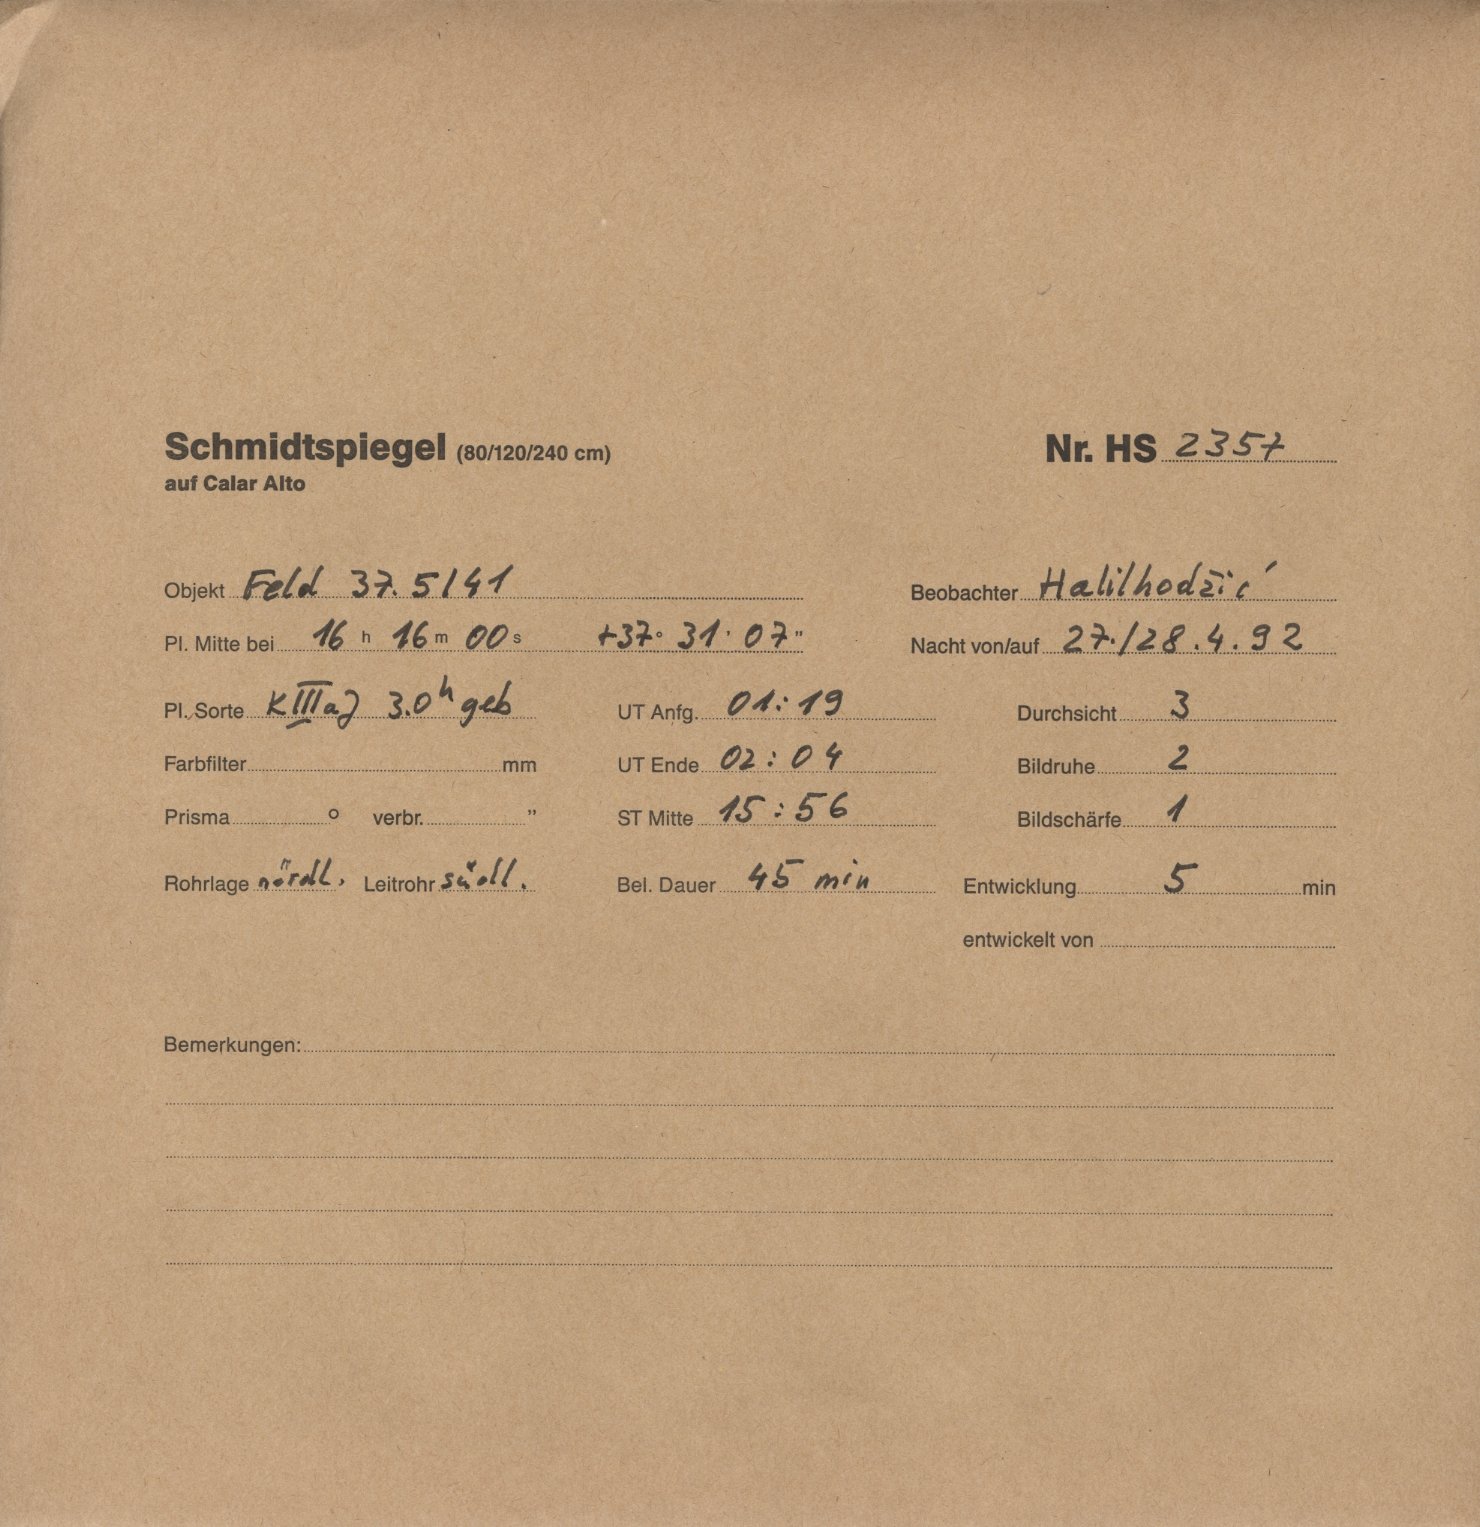 Schmidtspiegel (80/120/240 cm) Nr. HS 2357
auf Calar Alto
Objekt Feld 37.5/41 Beobachter Halilhodžić
Pl. Mitte bei 16 h 16 m 00 s +37° 31' 07" Nacht von/auf 27./28.4.92
Pl. Sorte KIIIaJ 3.0h geb UT Anfg. 01:19 Durchsicht 3
Farbfilter mm UT Ende 02:04 Bildruhe 2
Prisma ° verbr. " ST Mitte 15:56 Bildschärfe 1
Rohrlage nördl. Leitrohr südl. Bel. Dauer 45 min Entwicklung 5 min
entwickelt von
Bemerkungen: